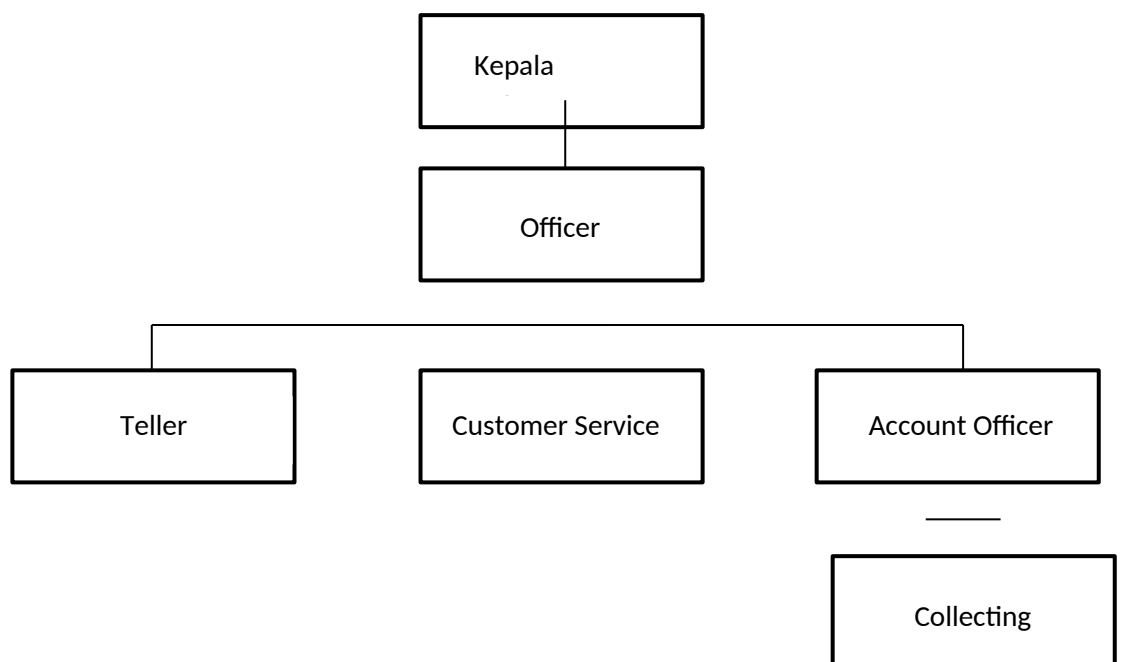 Kepala
Officer
Teller
Customer Service
Account Officer
Collecting